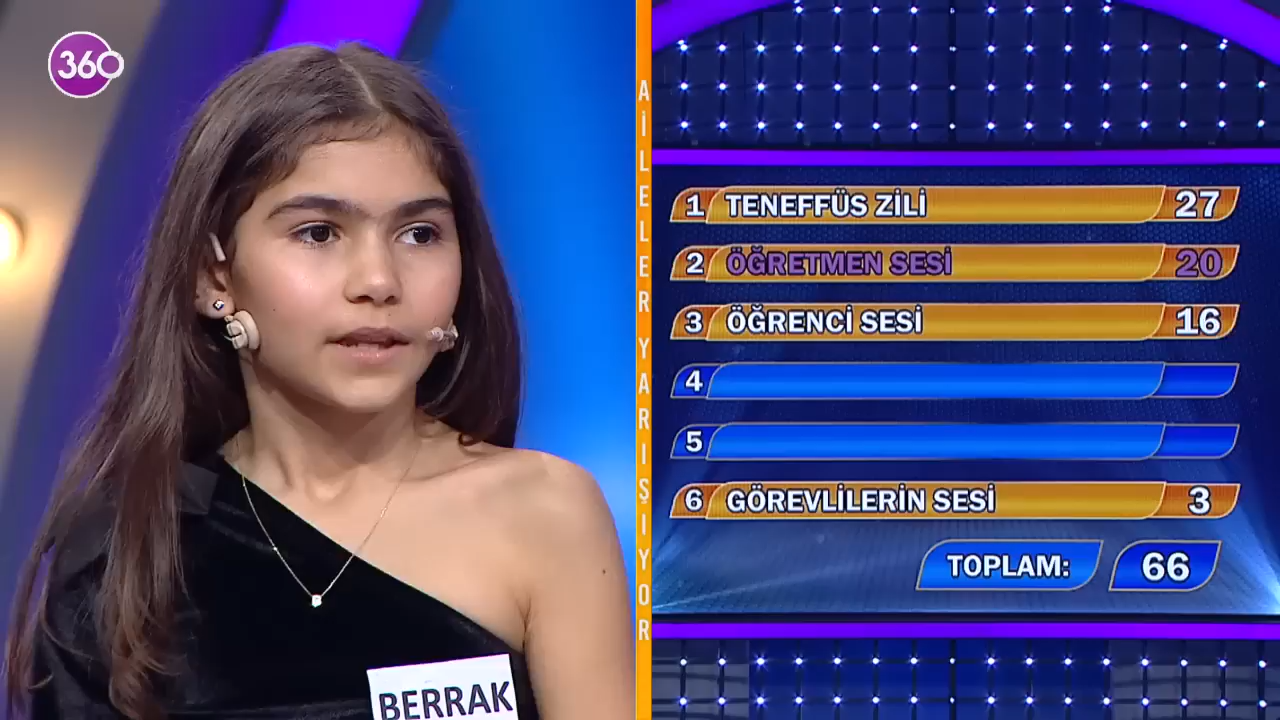 360
AİLELER YARIŞIYOR
1 TENEFFÜS ZİLİ 27
2 ÖĞRETMEN SESİ 20
3 ÖĞRENCİ SESİ 16
4
5
6 GÖREVLİLERİN SESİ 3
TOPLAM: 66
BERRAK